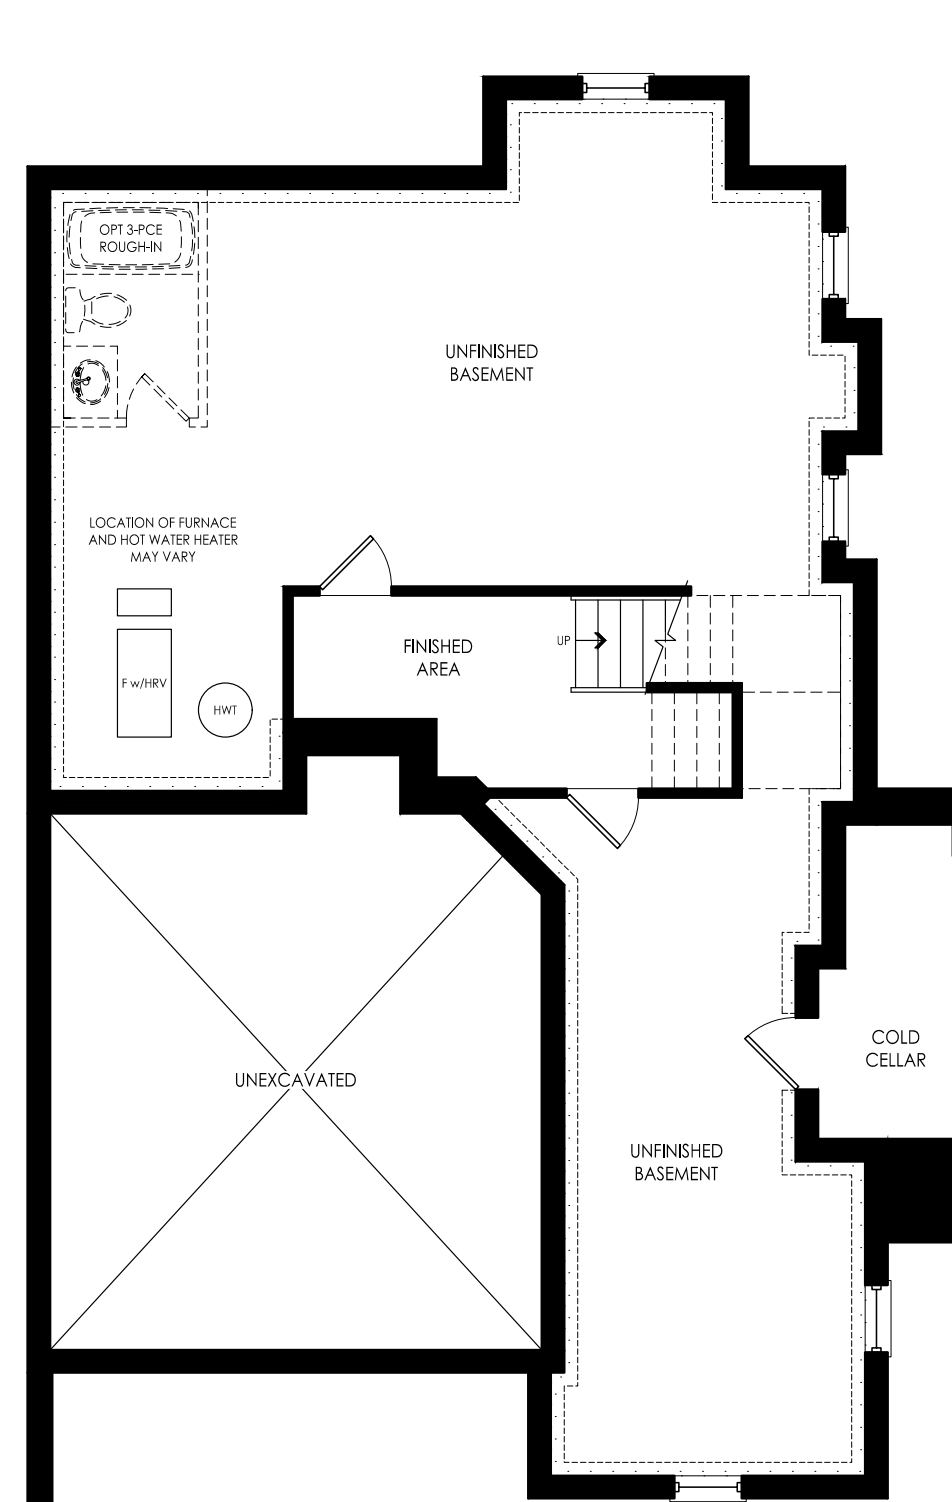 OPT 3-PCE
ROUGH-IN
UNFINISHED
BASEMENT
LOCATION OF FURNACE
AND HOT WATER HEATER
MAY VARY
FINISHED
AREA
UP
F w/HRV
HWT
COLD
CELLAR
UNEXCAVATED
UNFINISHED
BASEMENT